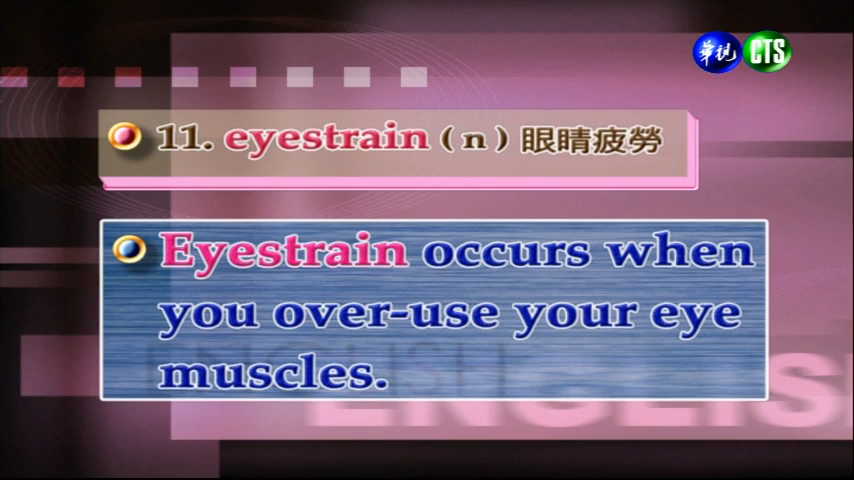 華視 CTS
11. eyestrain ( n ) 眼睛疲勞
Eyestrain occurs when
you over-use your eye
muscles.
ENGLISH
ENGLISH